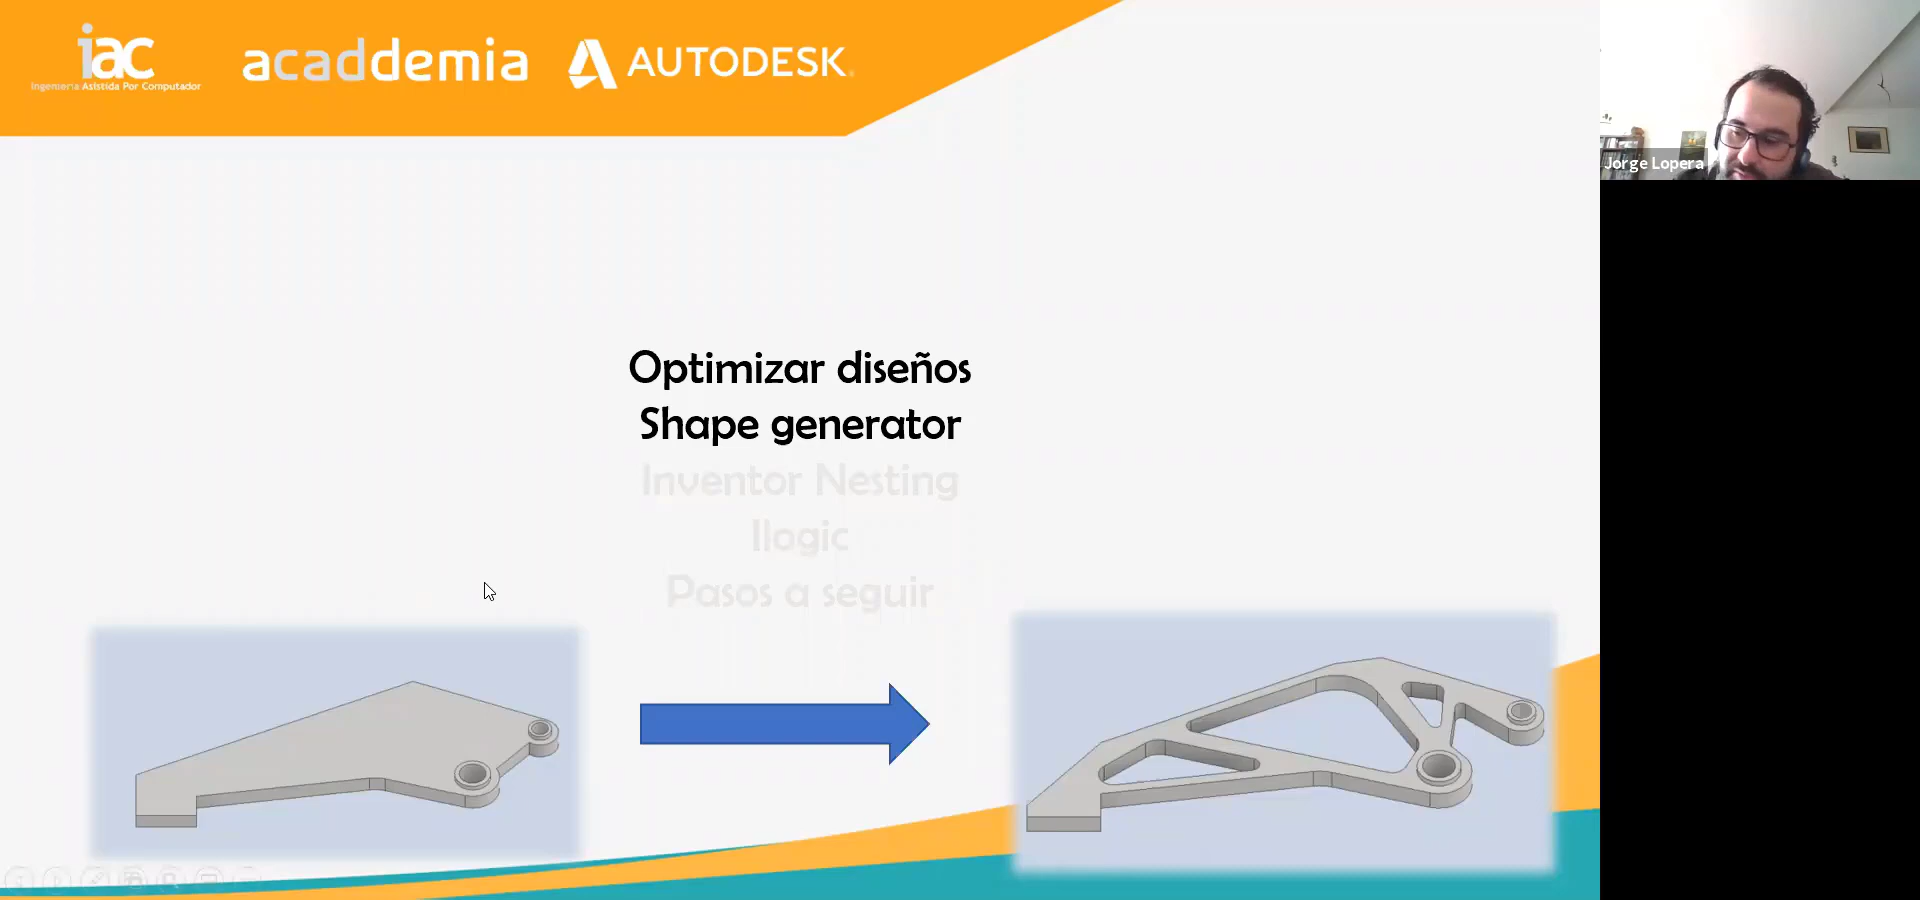 iac
Ingeniería Asistida Por Computador
acaddemia
AUTODESK
Jorge Lopera
Optimizar diseños
Shape generator
Inventor Nesting
Ilogic
Pasos a seguir